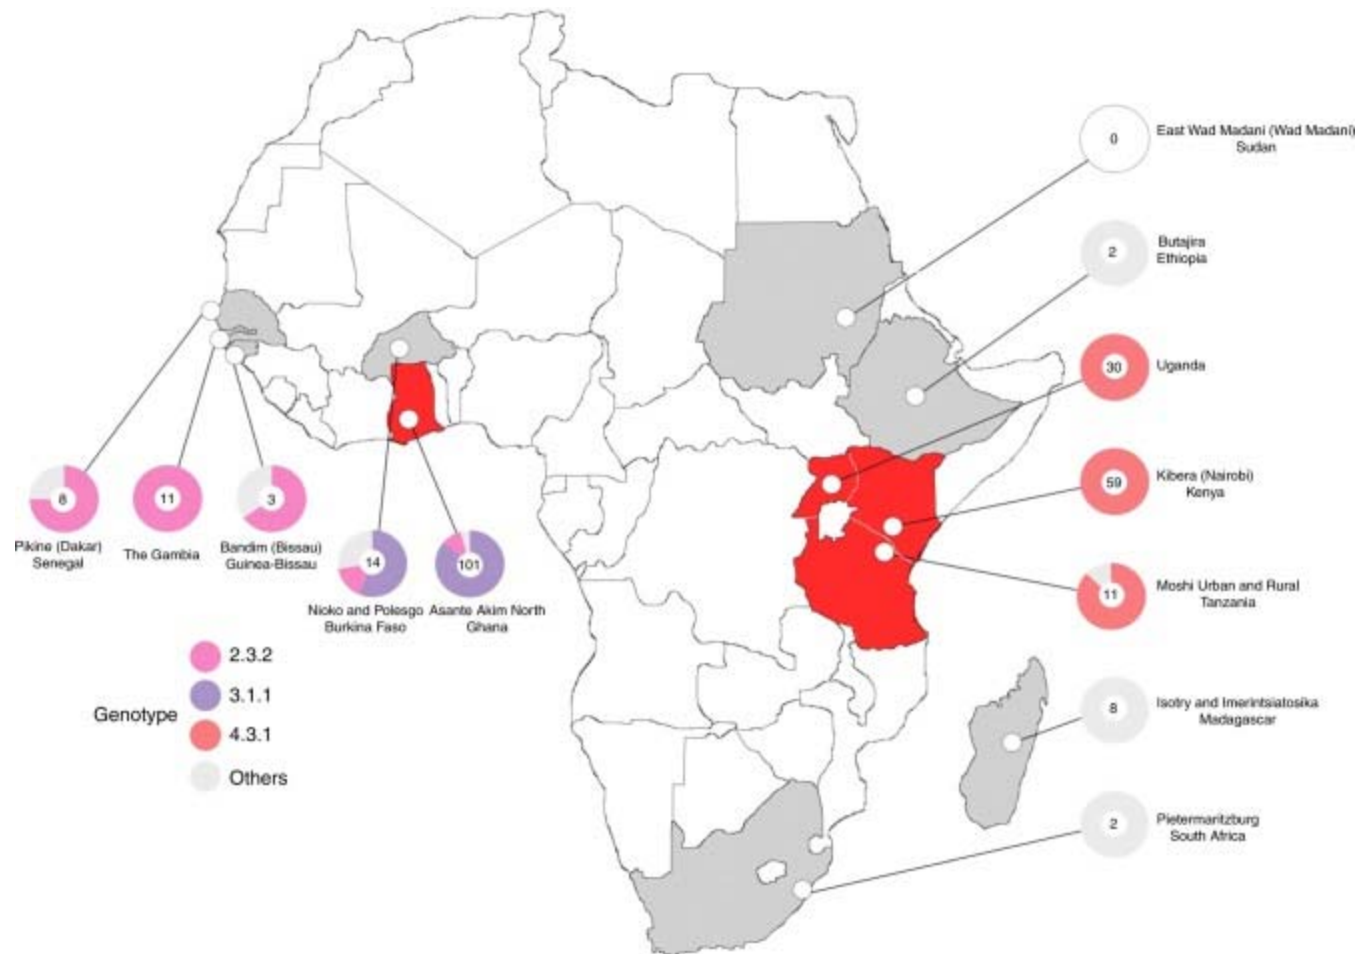 0
East Wad Madani (Wad Madani)
Sudan
2
Butajira
Ethiopia
30
Uganda
59
Kibera (Nairobi)
Kenya
11
Moshi Urban and Rural
Tanzania
8
Isotry and Imerintsiatosika
Madagascar
2
Pietermaritzburg
South Africa
8
Pikine (Dakar)
Senegal
11
The Gambia
3
Bandim (Bissau)
Guinea-Bissau
14
Nioko and Polesgo
Burkina Faso
101
Asante Akim North
Ghana
Genotype
2.3.2
3.1.1
4.3.1
Others